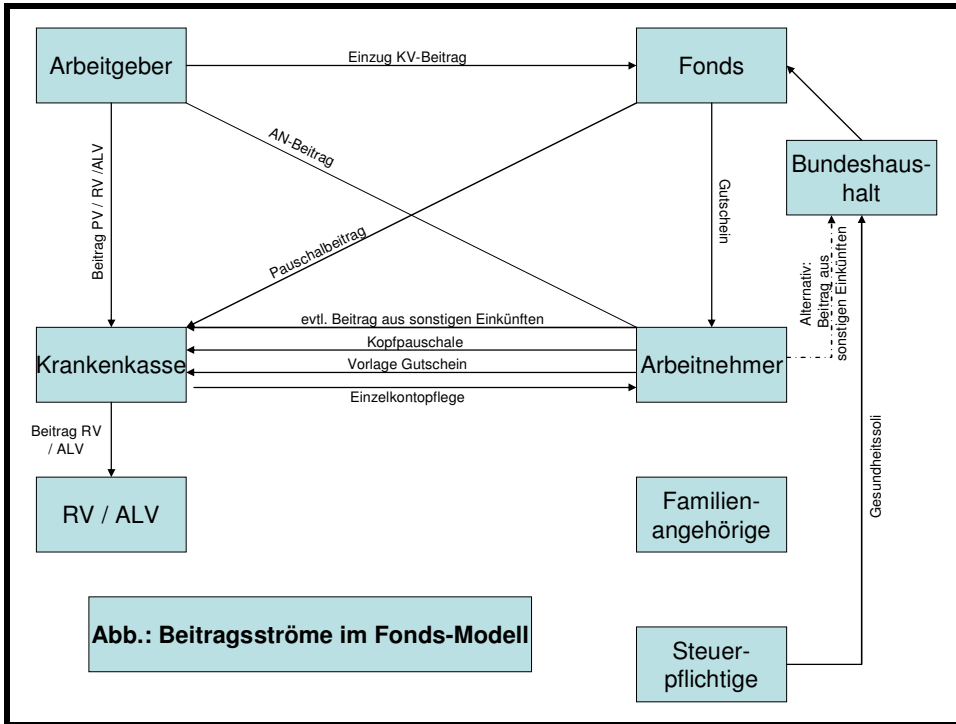 Arbeitgeber
Einzug KV-Beitrag
Fonds
AN-Beitrag
Beitrag PV / RV /ALV
Gutschein
Bundeshaus-
halt
Pauschalbeitrag
Alternativ:
Beitrag aus
sonstigen Einkünften
evtl. Beitrag aus sonstigen Einkünften
Krankenkasse
Kopfpauschale
Arbeitnehmer
Vorlage Gutschein
Einzelkontopflege
Beitrag RV
/ ALV
Gesundheitssoli
RV / ALV
Familien-
angehörige
Abb.: Beitragsströme im Fonds-Modell
Steuer-
pflichtige